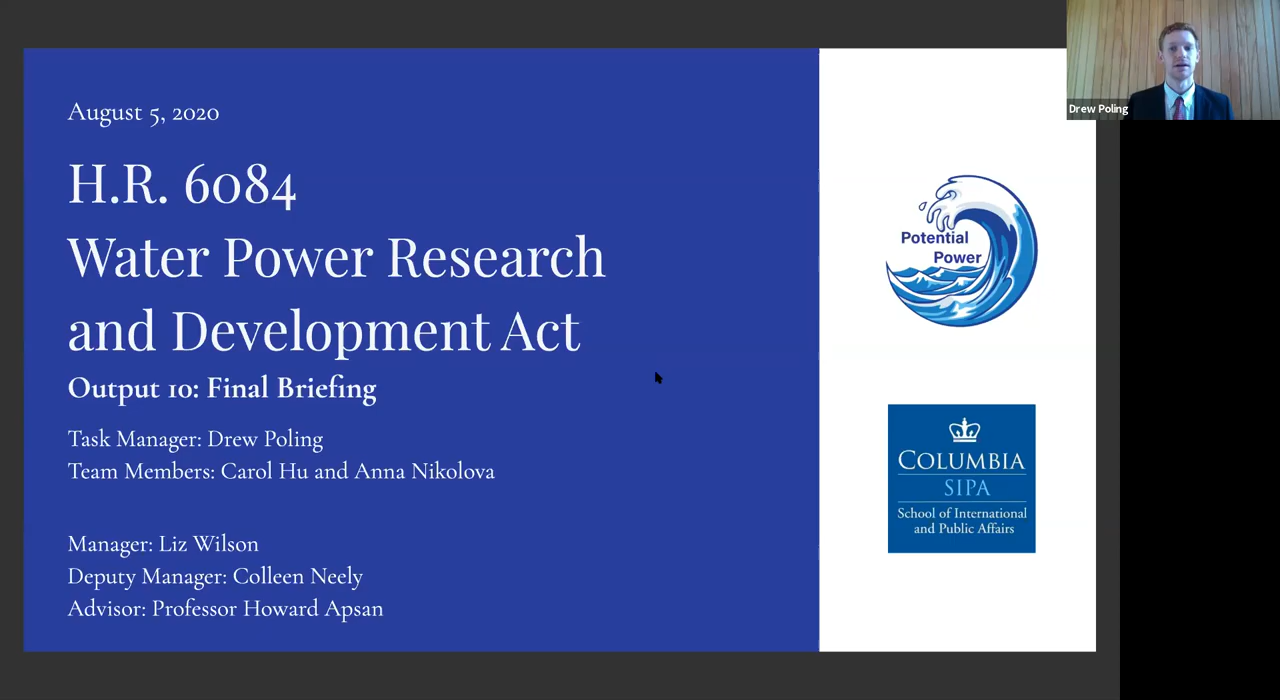 August 5, 2020
H.R. 6084
Water Power Research
and Development Act
Output 10: Final Briefing
Task Manager: Drew Poling
Team Members: Carol Hu and Anna Nikolova
Manager: Liz Wilson
Deputy Manager: Colleen Neely
Advisor: Professor Howard Apsan
Drew Poling
Potential
Power
COLUMBIA
SIPA
School of International
and Public Affairs